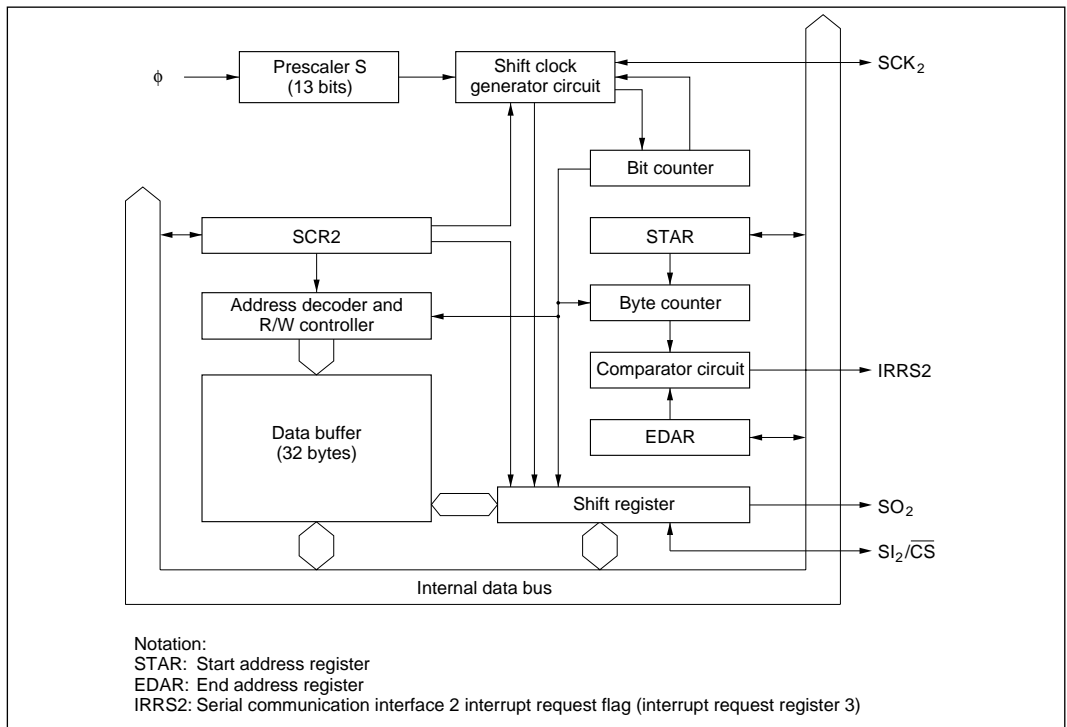 ϕ
Prescaler S
(13 bits)
Shift clock
generator circuit
SCK₂
Bit counter
SCR2
STAR
Address decoder and
R/W controller
Byte counter
Comparator circuit
IRRS2
Data buffer
(32 bytes)
EDAR
Shift register
SO₂
SI₂/C̅S̅
Internal data bus
Notation:
STAR: Start address register
EDAR: End address register
IRRS2: Serial communication interface 2 interrupt request flag (interrupt request register 3)